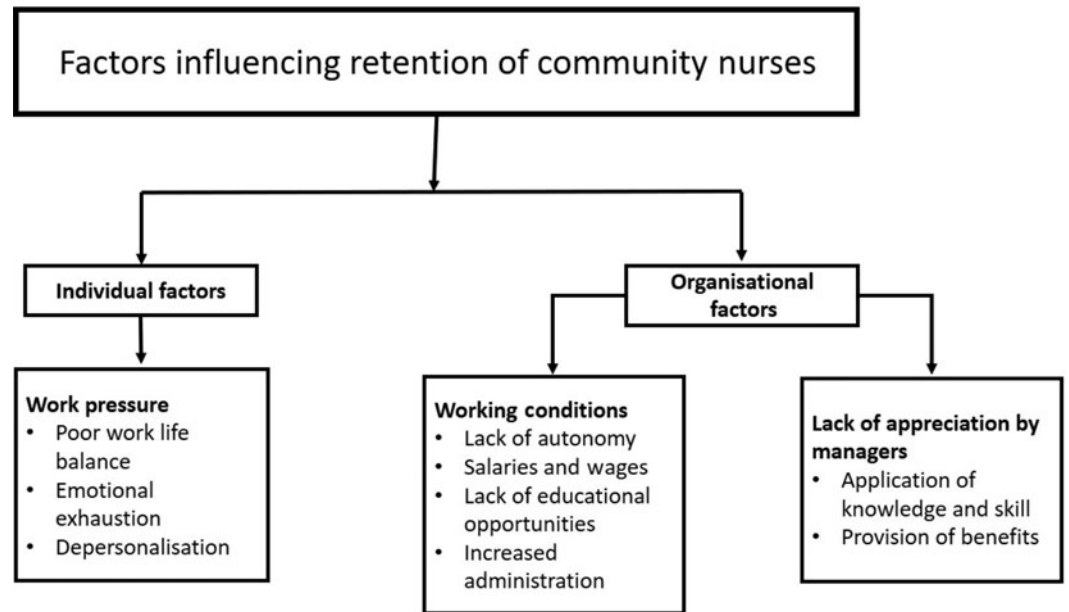 Factors influencing retention of community nurses
Individual factors
Organisational
factors
Work pressure
• Poor work life
balance
• Emotional
exhaustion
• Depersonalisation
Working conditions
• Lack of autonomy
• Salaries and wages
• Lack of educational
opportunities
• Increased
administration
Lack of appreciation by
managers
• Application of
knowledge and skill
• Provision of benefits